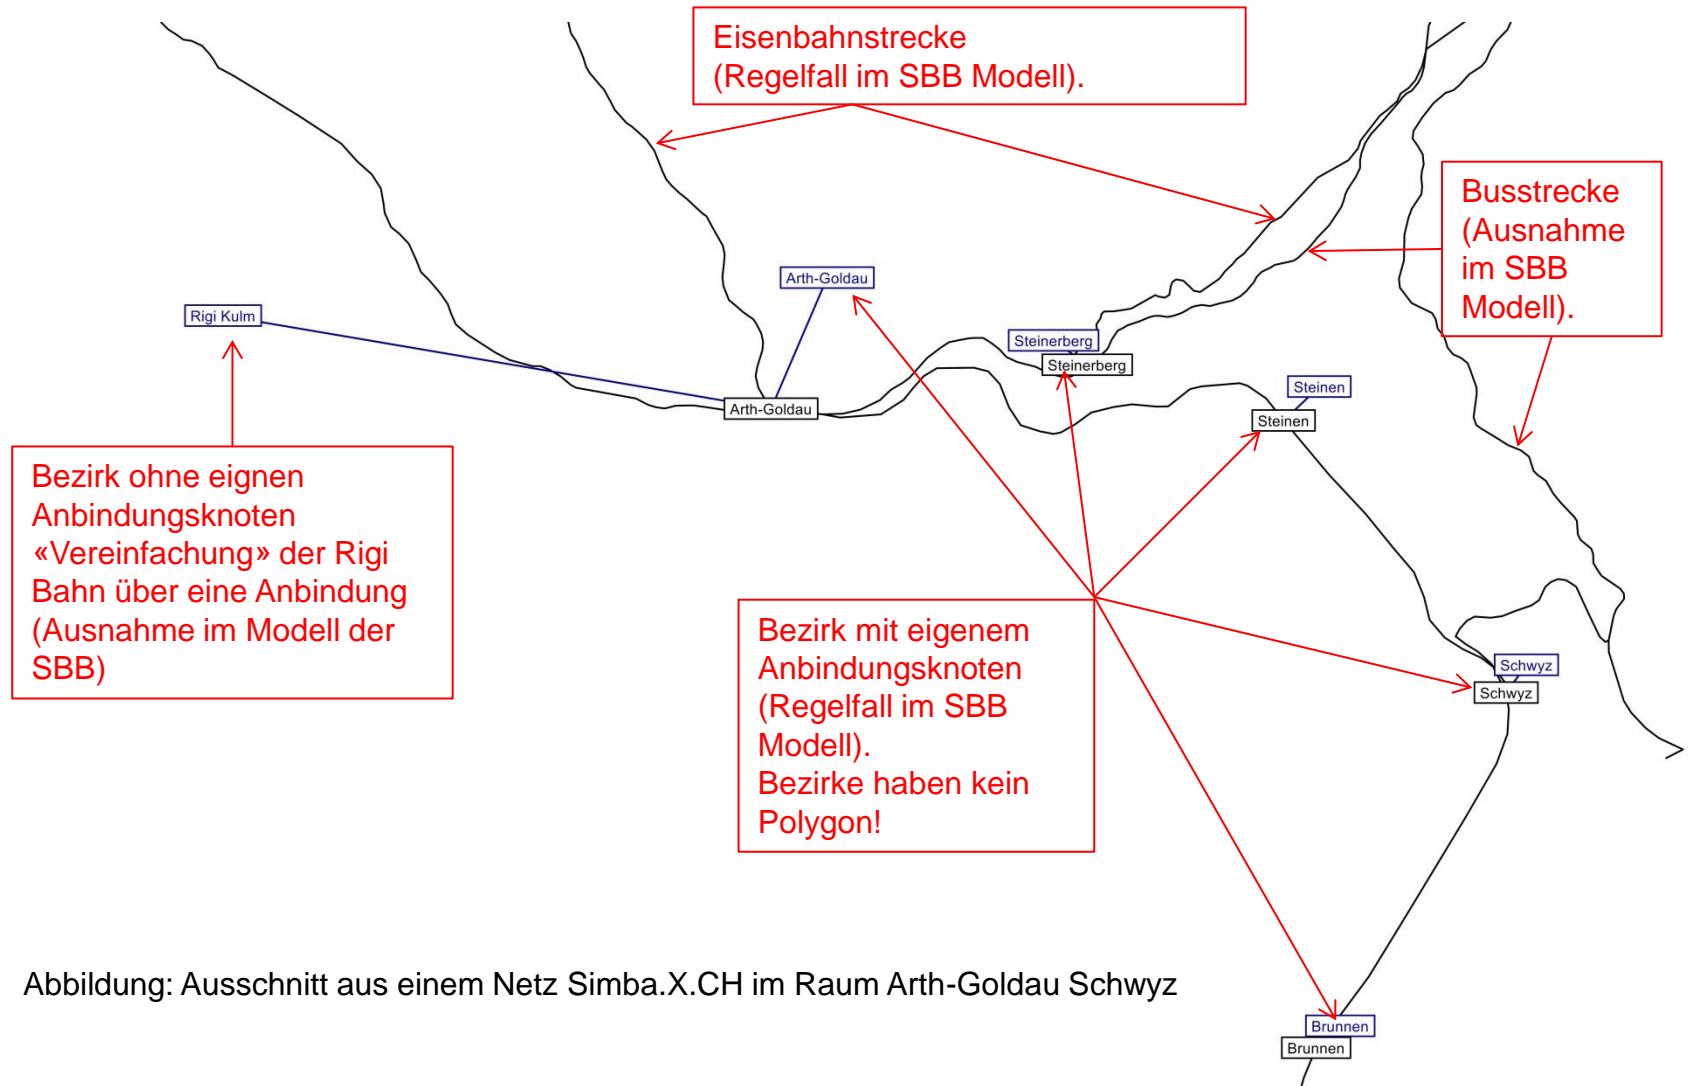 Eisenbahnstrecke
(Regelfall im SBB Modell).
Busstrecke
(Ausnahme
im SBB
Modell).
Arth-Goldau
Rigi Kulm
Steinerberg
Steinerberg
Steinen
Arth-Goldau
Steinen
Bezirk ohne eignen
Anbindungsknoten
«Vereinfachung» der Rigi
Bahn über eine Anbindung
(Ausnahme im Modell der
SBB)
Bezirk mit eigenem
Anbindungsknoten
(Regelfall im SBB
Modell).
Bezirke haben kein
Polygon!
Schwyz
Schwyz
Abbildung: Ausschnitt aus einem Netz Simba.X.CH im Raum Arth-Goldau Schwyz
Brunnen
Brunnen